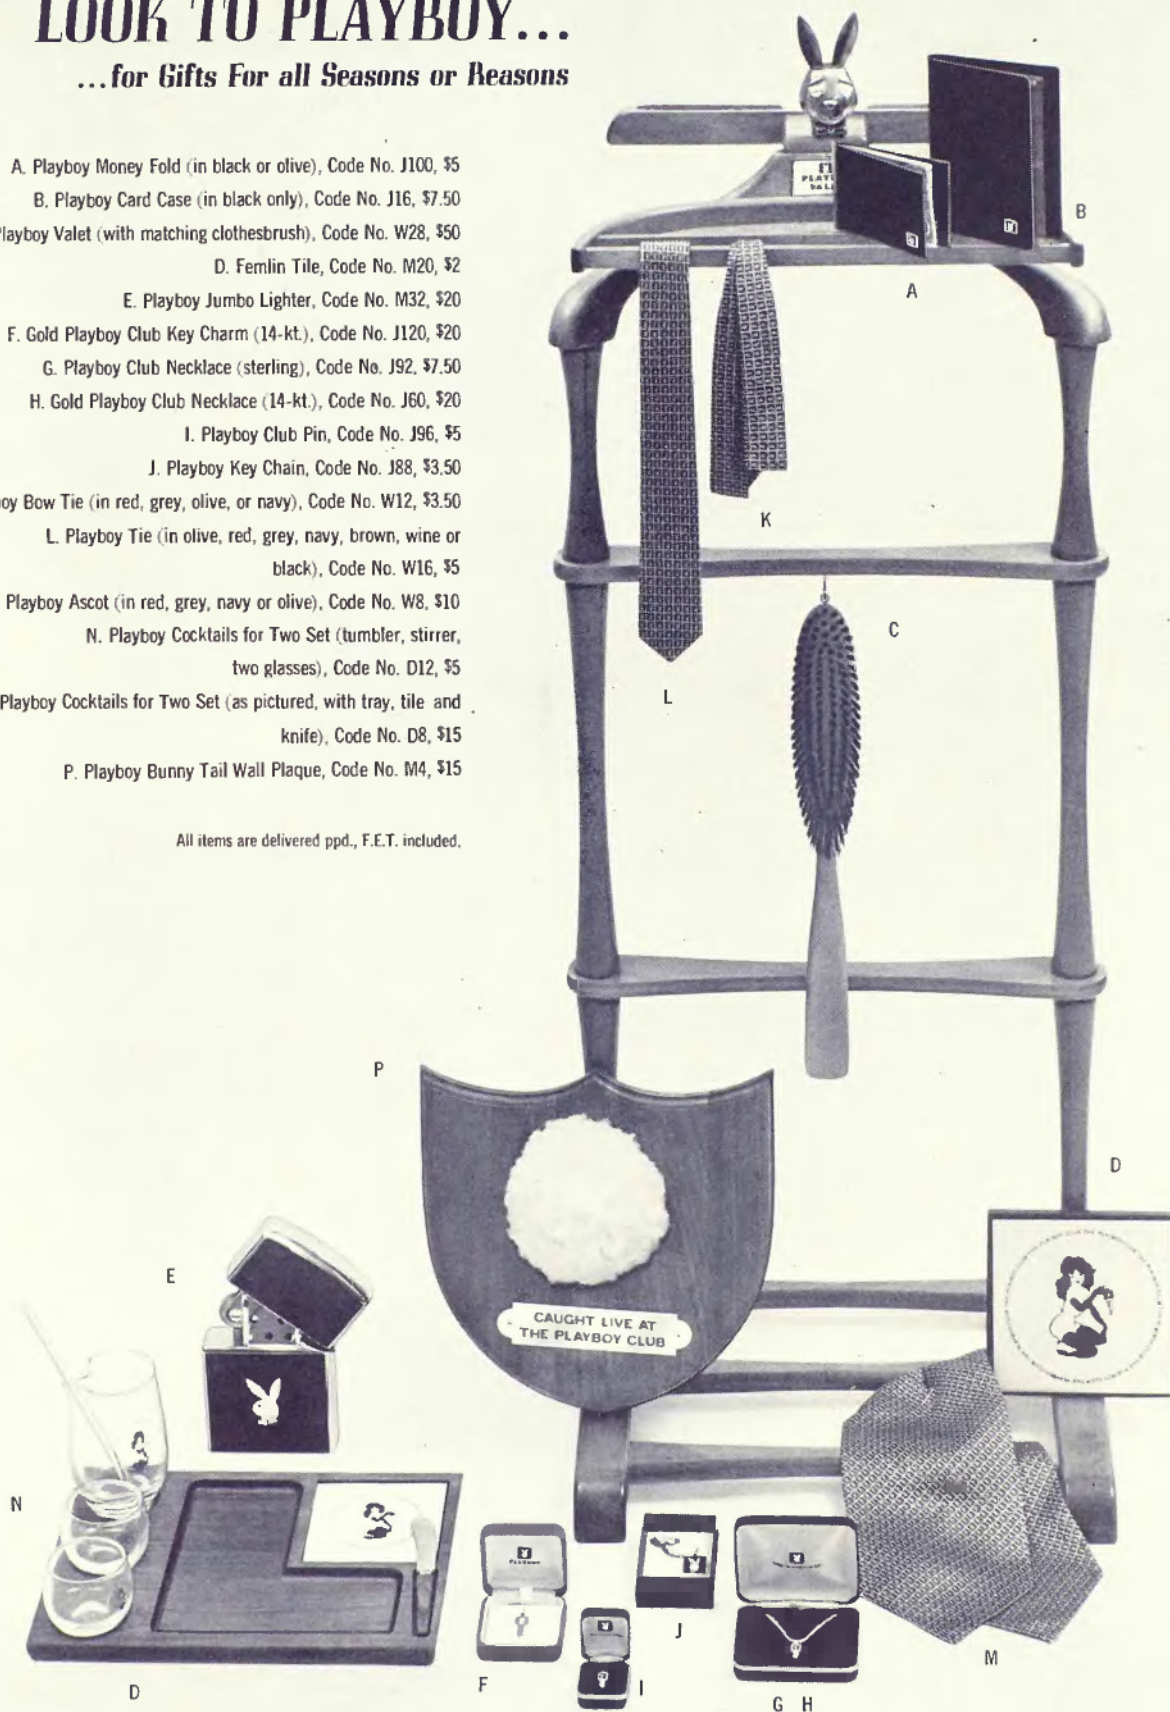 LOOK TO PLAYBOY...
...for Gifts For all Seasons or Reasons
A. Playboy Money Fold (in black or olive), Code No. J100, $5
B. Playboy Card Case (in black only), Code No. J16, $7.50
Playboy Valet (with matching clothesbrush), Code No. W28, $50
D. Femlin Tile, Code No. M20, $2
E. Playboy Jumbo Lighter, Code No. M32, $20
F. Gold Playboy Club Key Charm (14-kt.), Code No. J120, $20
G. Playboy Club Necklace (sterling), Code No. J92, $7.50
H. Gold Playboy Club Necklace (14-kt.), Code No. J60, $20
I. Playboy Club Pin, Code No. J96, $5
J. Playboy Key Chain, Code No. J88, $3.50
oy Bow Tie (in red, grey, olive, or navy), Code No. W12, $3.50
L. Playboy Tie (in olive, red, grey, navy, brown, wine or
black), Code No. W16, $5
Playboy Ascot (in red, grey, navy or olive), Code No. W8, $10
N. Playboy Cocktails for Two Set (tumbler, stirrer,
two glasses), Code No. D12, $5
Playboy Cocktails for Two Set (as pictured, with tray, tile and
knife), Code No. D8, $15
P. Playboy Bunny Tail Wall Plaque, Code No. M4, $15
All items are delivered ppd., F.E.T. included.
B
A
K
C
L
P
D
E
CAUGHT LIVE AT
THE PLAYBOY CLUB
N
D
F
I
J
G H
M